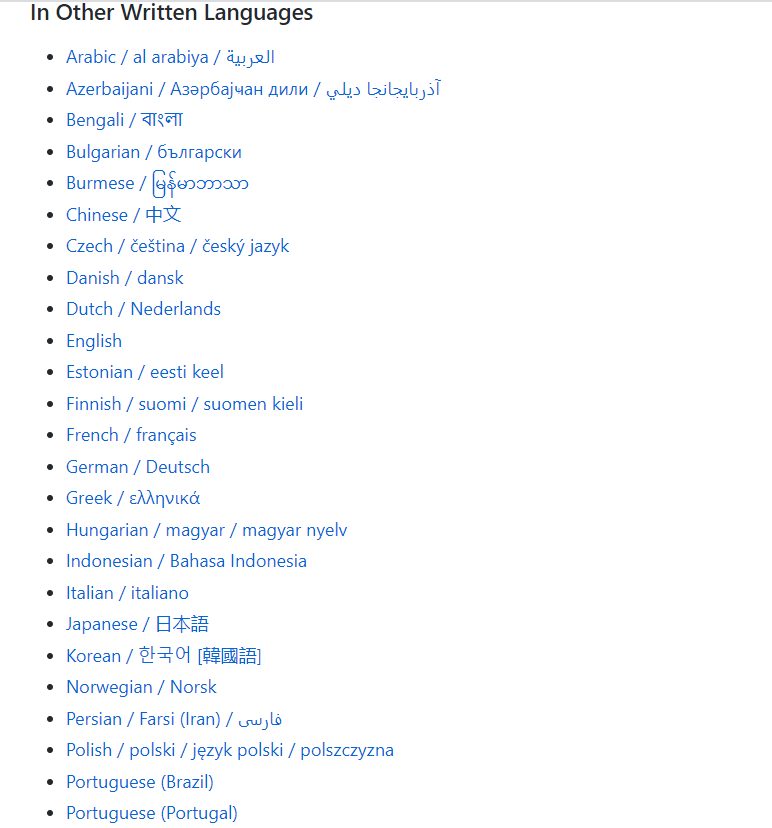 In Other Written Languages
Arabic / al arabiya / العربية
Azerbaijani / Азәрбајҹан дили / آذربايجانجا ديلي
Bengali / বাংলা
Bulgarian / български
Burmese / မြန်မာဘာသာ
Chinese / 中文
Czech / čeština / český jazyk
Danish / dansk
Dutch / Nederlands
English
Estonian / eesti keel
Finnish / suomi / suomen kieli
French / français
German / Deutsch
Greek / ελληνικά
Hungarian / magyar / magyar nyelv
Indonesian / Bahasa Indonesia
Italian / italiano
Japanese / 日本語
Korean / 한국어 [韓國語]
Norwegian / Norsk
Persian / Farsi (Iran) / فارسى
Polish / polski / język polski / polszczyzna
Portuguese (Brazil)
Portuguese (Portugal)